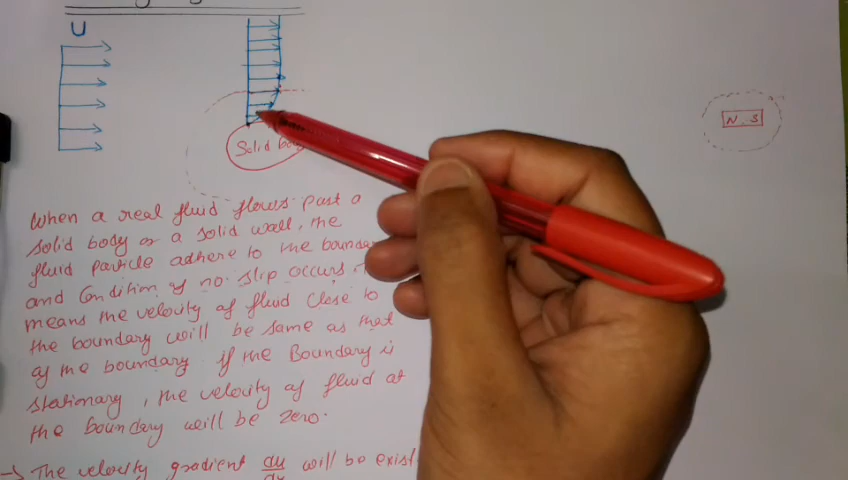 U
N.S
Solid body
when a real fluid flows past a
solid body or a solid wall, the
fluid particle adhere to the bounda
and condition of no slip occurs,
means the velocity of fluid close to
the boundary will be same as that
of the boundary if the Boundary is
stationary, the velocity of fluid at
the boundary will be zero.
→ The velocity gradient du will be exist